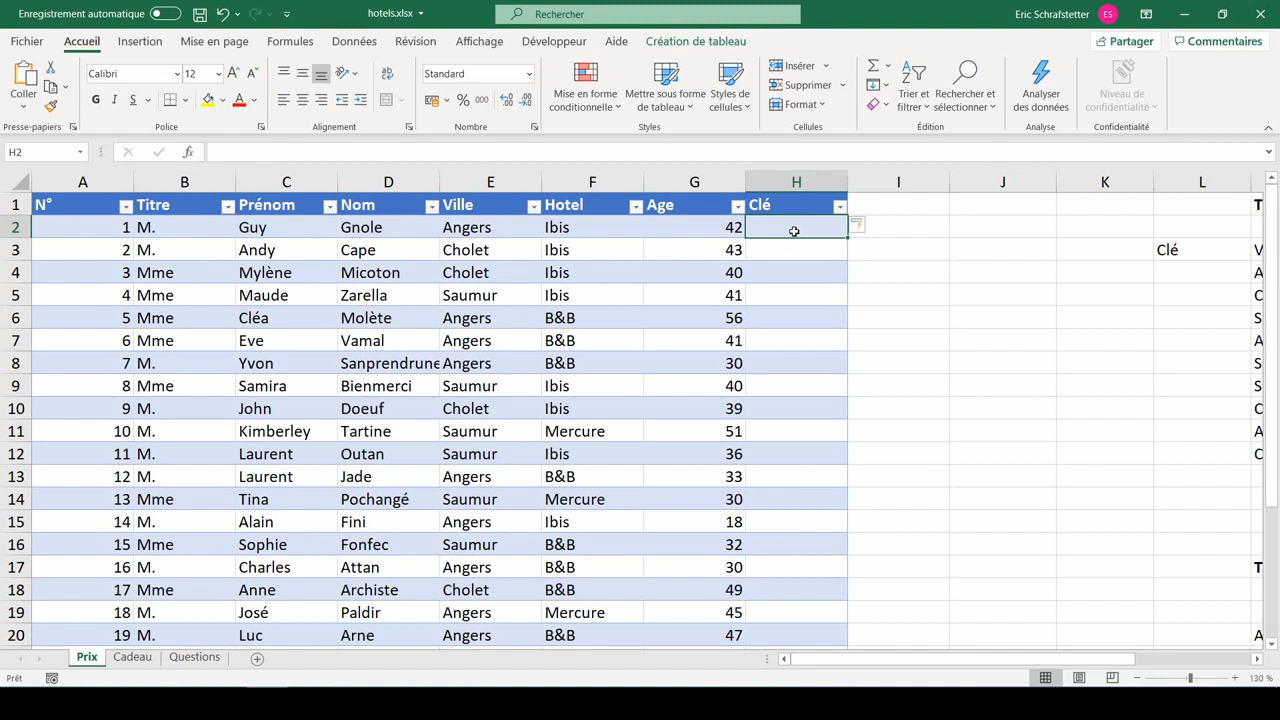 Enregistrement automatique hotels.xlsx Rechercher Eric Schrafstetter ES
Fichier Accueil Insertion Mise en page Formules Données Révision Affichage Développeur Aide Création de tableau Partager Commentaires
Coller Calibri 12 Standard Mise en forme conditionnelle Mettre sous forme de tableau Styles de cellules Insérer Supprimer Format Trier et filtrer Rechercher et sélectionner Analyser des données Niveau de confidentialité
G I S % 000
Presse-papiers Police Alignement Nombre Styles Cellules Édition Analyse Confidentialité
H2 fx
A B C D E F G H I J K L
1 N° Titre Prénom Nom Ville Hotel Age Clé T
2 1 M. Guy Gnole Angers Ibis 42
3 2 M. Andy Cape Cholet Ibis 43 Clé V
4 3 Mme Mylène Micoton Cholet Ibis 40 A
5 4 Mme Maude Zarella Saumur Ibis 41 C
6 5 Mme Cléa Molète Angers B&B 56 S
7 6 Mme Eve Vamal Angers B&B 41 A
8 7 M. Yvon Sanprendrune Angers B&B 30 S
9 8 Mme Samira Bienmerci Saumur Ibis 40 S
10 9 M. John Doeuf Cholet Ibis 39 C
11 10 M. Kimberley Tartine Saumur Mercure 51 A
12 11 M. Laurent Outan Saumur Ibis 36 C
13 12 M. Laurent Jade Angers B&B 33
14 13 Mme Tina Pochangé Saumur Mercure 30
15 14 M. Alain Fini Angers Ibis 18
16 15 Mme Sophie Fonfec Saumur B&B 32
17 16 M. Charles Attan Angers B&B 30 T
18 17 Mme Anne Archiste Cholet B&B 49
19 18 M. José Paldir Angers Mercure 45
20 19 M. Luc Arne Angers B&B 47 A
Prix Cadeau Questions
Prêt 130 %